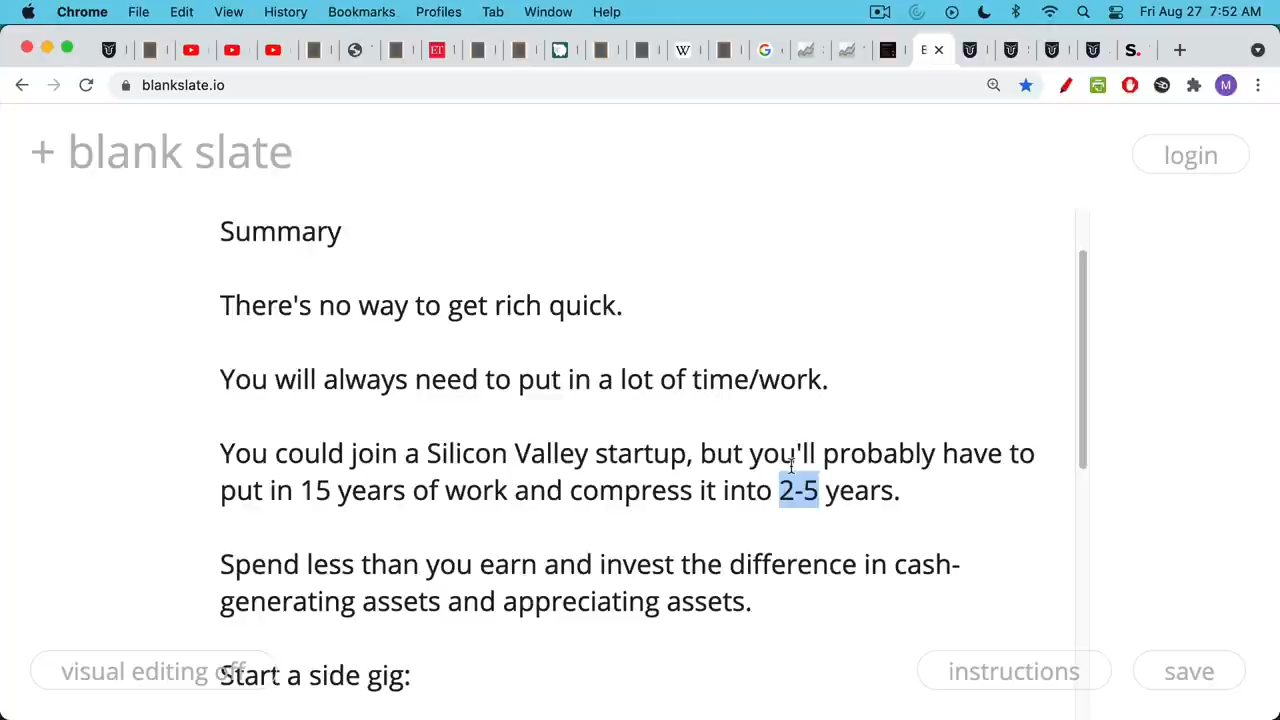 Chrome File Edit View History Bookmarks Profiles Tab Window Help Fri Aug 27 7:52 AM
blankslate.io
+ blank slate
login
Summary
There's no way to get rich quick.
You will always need to put in a lot of time/work.
You could join a Silicon Valley startup, but you'll probably have to
put in 15 years of work and compress it into 2-5 years.
Spend less than you earn and invest the difference in cash-
generating assets and appreciating assets.
visual editing off
Start a side gig:
instructions
save